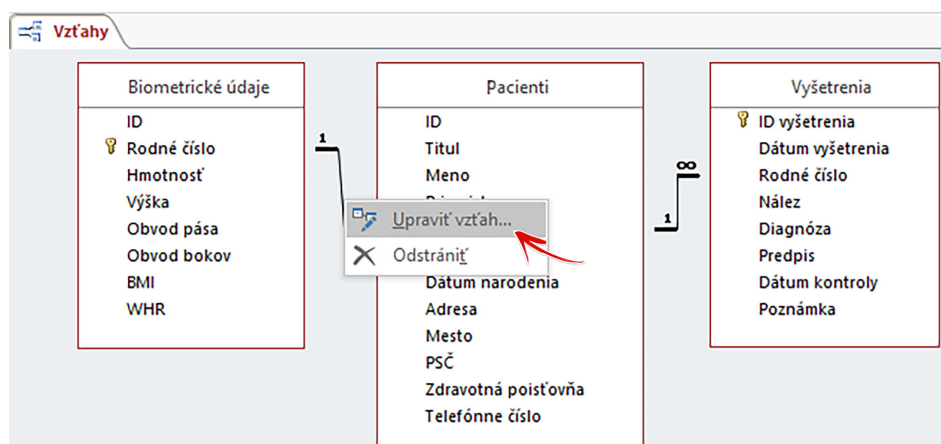 Vzťahy
Biometrické údaje
ID
Rodné číslo
Hmotnosť
Výška
Obvod pása
Obvod bokov
BMI
WHR
1
Pacienti
ID
Titul
Meno
Upraviť vzťah...
Odstrániť
Dátum narodenia
Adresa
Mesto
PSČ
Zdravotná poisťovňa
Telefónne číslo
∞
1
Vyšetrenia
ID vyšetrenia
Dátum vyšetrenia
Rodné číslo
Nález
Diagnóza
Predpis
Dátum kontroly
Poznámka